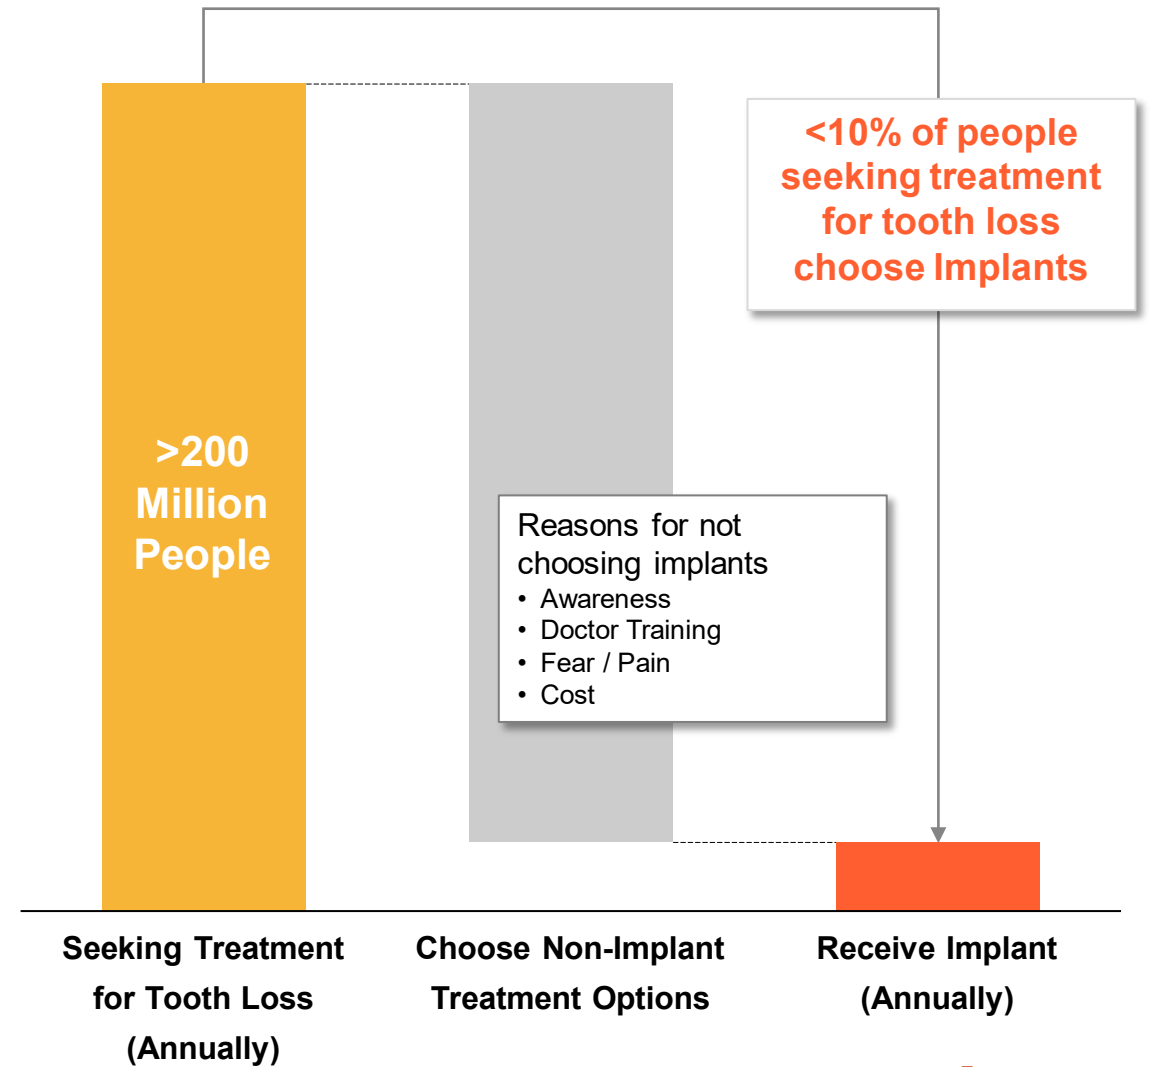 <10% of people
seeking treatment
for tooth loss
choose Implants
>200
Million
People
Reasons for not
choosing implants
• Awareness
• Doctor Training
• Fear / Pain
• Cost
Seeking Treatment
for Tooth Loss
(Annually)
Choose Non-Implant
Treatment Options
Receive Implant
(Annually)